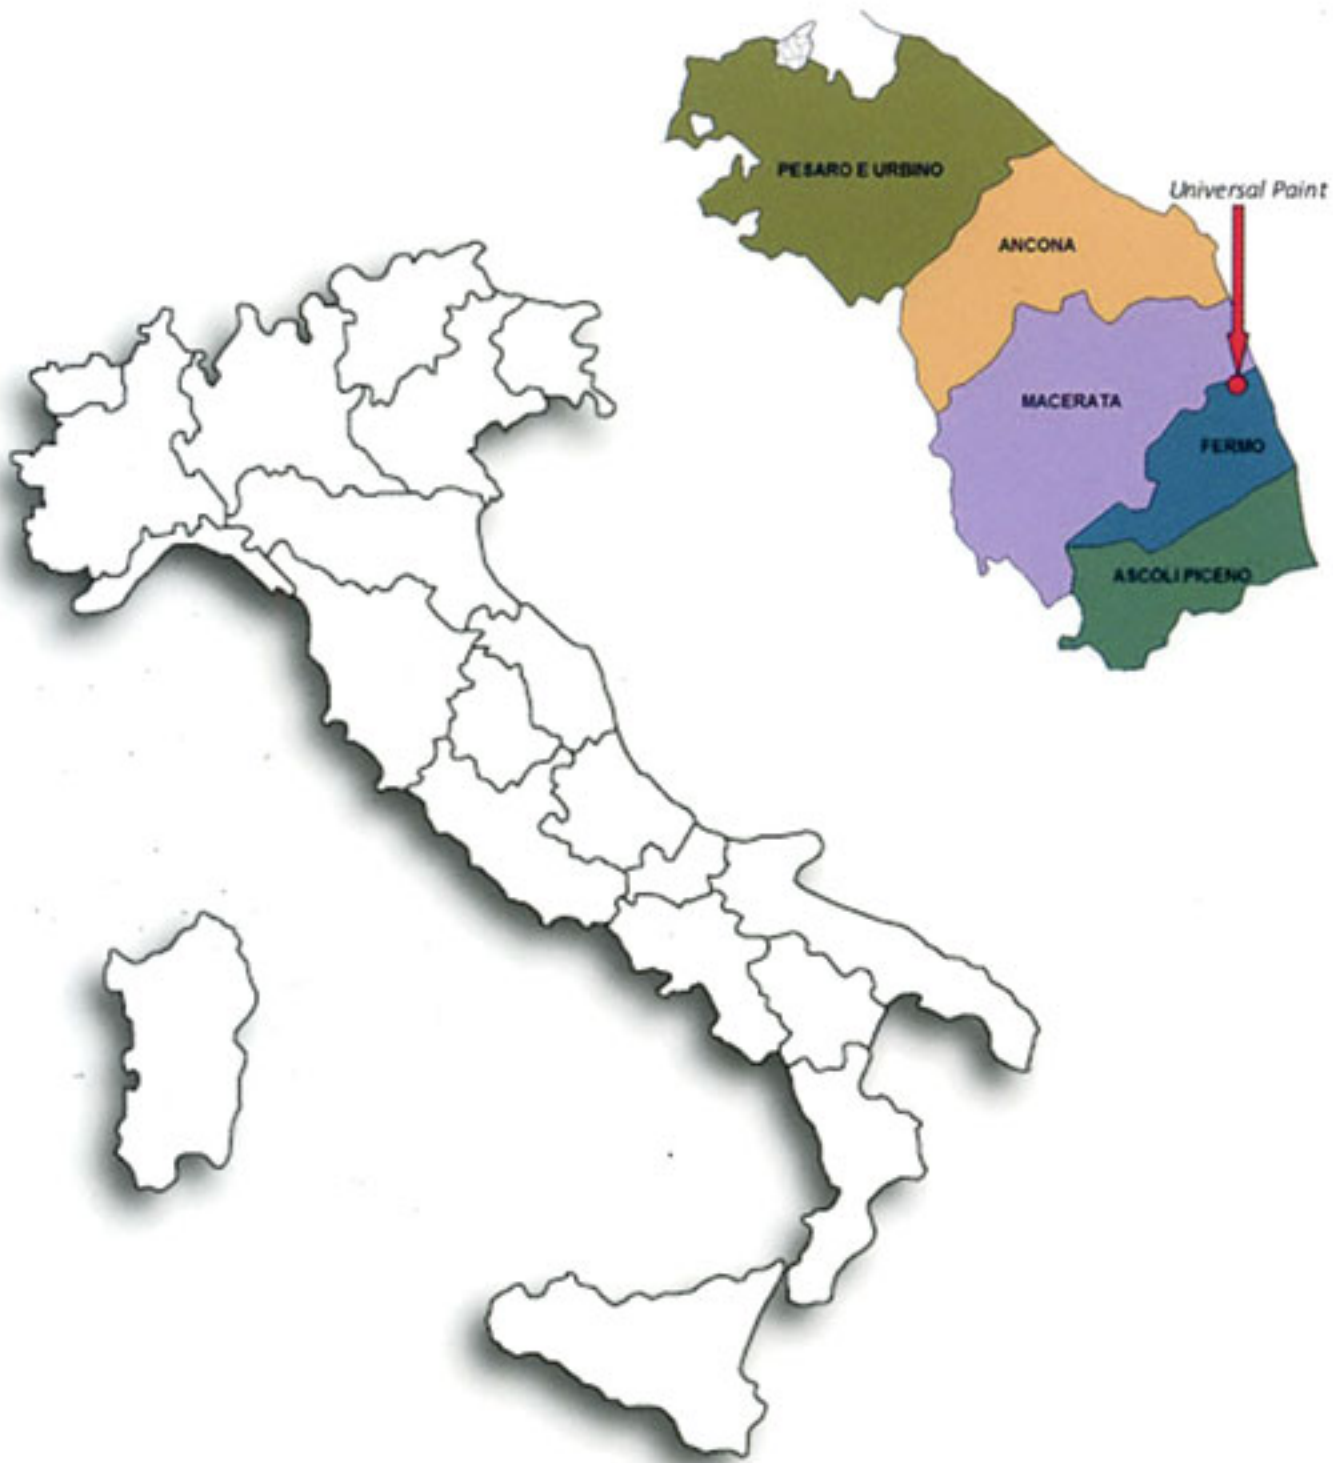 PESARO E URBINO
Universal Paint
ANCONA
MACERATA
FERMO
ASCOLI PICENO